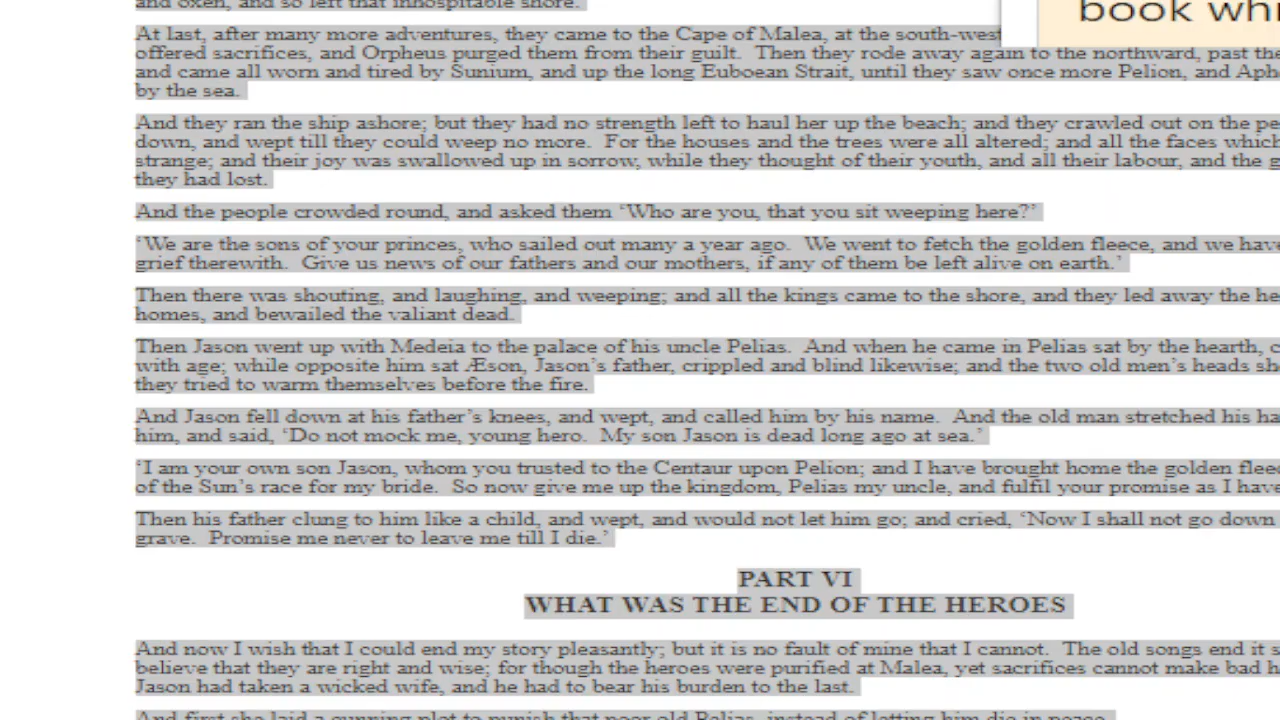 and oxen, and so left that inhospitable shore.
book whi
At last, after many more adventures, they came to the Cape of Malea, at the south-west
offered sacrifices, and Orpheus purged them from their guilt. Then they rode away again to the northward, past the
and came all worn and tired by Sunium, and up the long Euboean Strait, until they saw once more Pelion, and Aph
by the sea.
And they ran the ship ashore; but they had no strength left to haul her up the beach; and they crawled out on the pe
down, and wept till they could weep no more. For the houses and the trees were all altered; and all the faces which
strange; and their joy was swallowed up in sorrow, while they thought of their youth, and all their labour, and the g
they had lost.
And the people crowded round, and asked them ‘Who are you, that you sit weeping here?’
‘We are the sons of your princes, who sailed out many a year ago. We went to fetch the golden fleece, and we have
grief therewith. Give us news of our fathers and our mothers, if any of them be left alive on earth.’
Then there was shouting, and laughing, and weeping; and all the kings came to the shore, and they led away the he
homes, and bewailed the valiant dead.
Then Jason went up with Medeia to the palace of his uncle Pelias. And when he came in Pelias sat by the hearth, c
with age; while opposite him sat Æson, Jason’s father, crippled and blind likewise; and the two old men’s heads sh
they tried to warm themselves before the fire.
And Jason fell down at his father’s knees, and wept, and called him by his name. And the old man stretched his ha
him, and said, ‘Do not mock me, young hero. My son Jason is dead long ago at sea.’
‘I am your own son Jason, whom you trusted to the Centaur upon Pelion; and I have brought home the golden fleec
of the Sun’s race for my bride. So now give me up the kingdom, Pelias my uncle, and fulfil your promise as I have
Then his father clung to him like a child, and wept, and would not let him go; and cried, ‘Now I shall not go down
grave. Promise me never to leave me till I die.’
PART VI
WHAT WAS THE END OF THE HEROES
And now I wish that I could end my story pleasantly; but it is no fault of mine that I cannot. The old songs end it s
believe that they are right and wise; for though the heroes were purified at Malea, yet sacrifices cannot make bad h
Jason had taken a wicked wife, and he had to bear his burden to the last.
And first she laid a cunning plot to punish that poor old Pelias, instead of letting him die in peace.